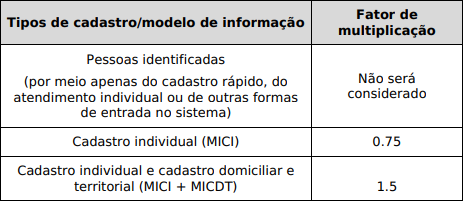 Tipos de cadastro/modelo de informação
Fator de
multiplicação
Pessoas identificadas
(por meio apenas do cadastro rápido, do
atendimento individual ou de outras formas
de entrada no sistema)
Não será
considerado
Cadastro individual (MICI)
0.75
Cadastro individual e cadastro domiciliar e
territorial (MICI + MICDT)
1.5